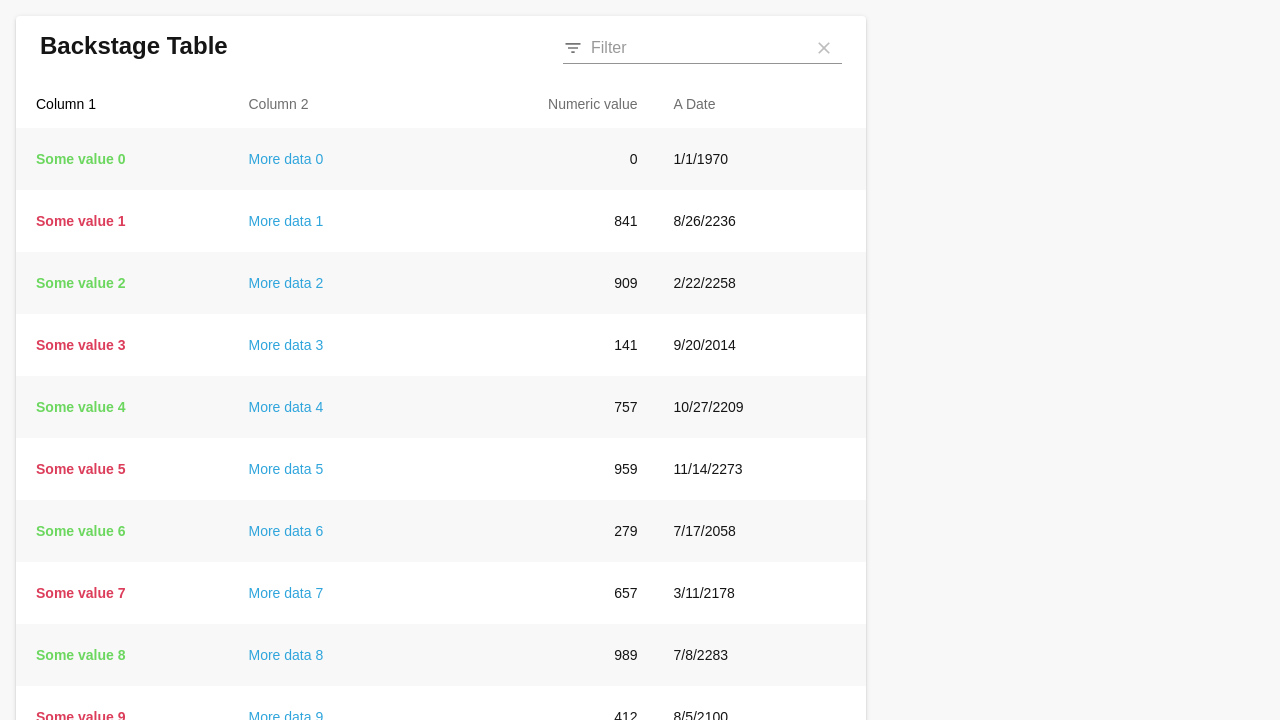 Backstage Table
Filter
Column 1 Column 2 Numeric value A Date
Some value 0 More data 0 0 1/1/1970
Some value 1 More data 1 841 8/26/2236
Some value 2 More data 2 909 2/22/2258
Some value 3 More data 3 141 9/20/2014
Some value 4 More data 4 757 10/27/2209
Some value 5 More data 5 959 11/14/2273
Some value 6 More data 6 279 7/17/2058
Some value 7 More data 7 657 3/11/2178
Some value 8 More data 8 989 7/8/2283
Some value 9 More data 9 412 8/5/2100